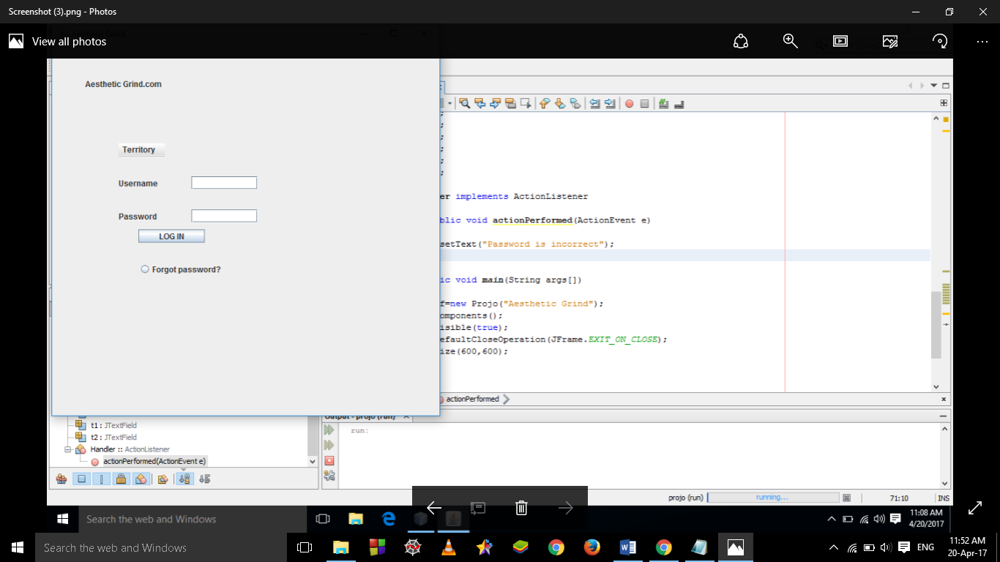 Screenshot (3).png - Photos
View all photos
Aesthetic Grind.com
Territory
Username
Password
LOG IN
Forgot password?
;
;
;
;
;
;
er implements ActionListener
blic void actionPerformed(ActionEvent e)
setText("Password is incorrect");
ic void main(String args[])
f=new Projo("Aesthetic Grind");
omponents();
isible(true);
efaultCloseOperation(JFrame.EXIT_ON_CLOSE);
ize(600,600);
actionPerformed
t1 : JTextField
t2 : JTextField
Handler :: ActionListener
actionPerformed(ActionEvent e)
Output - projo (run)
run:
projo (run) running... 71:10 INS
Search the web and Windows
11:08 AM
4/20/2017
Search the web and Windows
ENG
11:52 AM
20-Apr-17